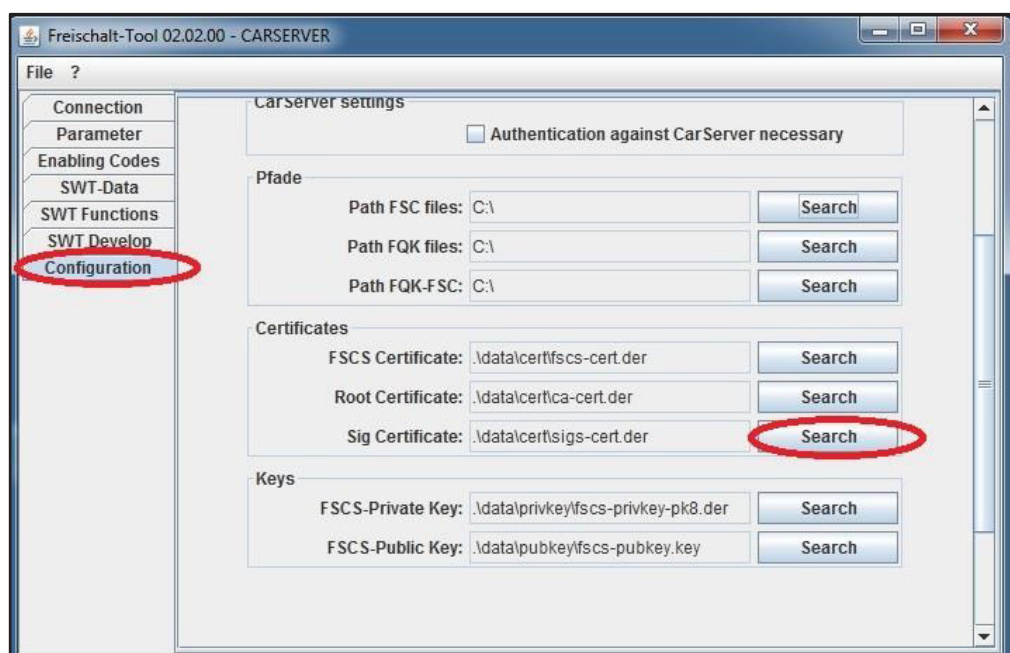 Freischalt-Tool 02.02.00 - CARSERVER
File ?
Connection
Parameter
Enabling Codes
SWT-Data
SWT Functions
SWT Develop
Configuration
CarServer settings
Authentication against CarServer necessary
Pfade
Path FSC files: C:\ Search
Path FQK files: C:\ Search
Path FQK-FSC: C:\ Search
Certificates
FSCS Certificate: .\data\cert\fscs-cert.der Search
Root Certificate: .\data\cert\ca-cert.der Search
Sig Certificate: .\data\cert\sigs-cert.der Search
Keys
FSCS-Private Key: .\data\privkey\fscs-privkey-pk8.der Search
FSCS-Public Key: .\data\pubkey\fscs-pubkey.key Search